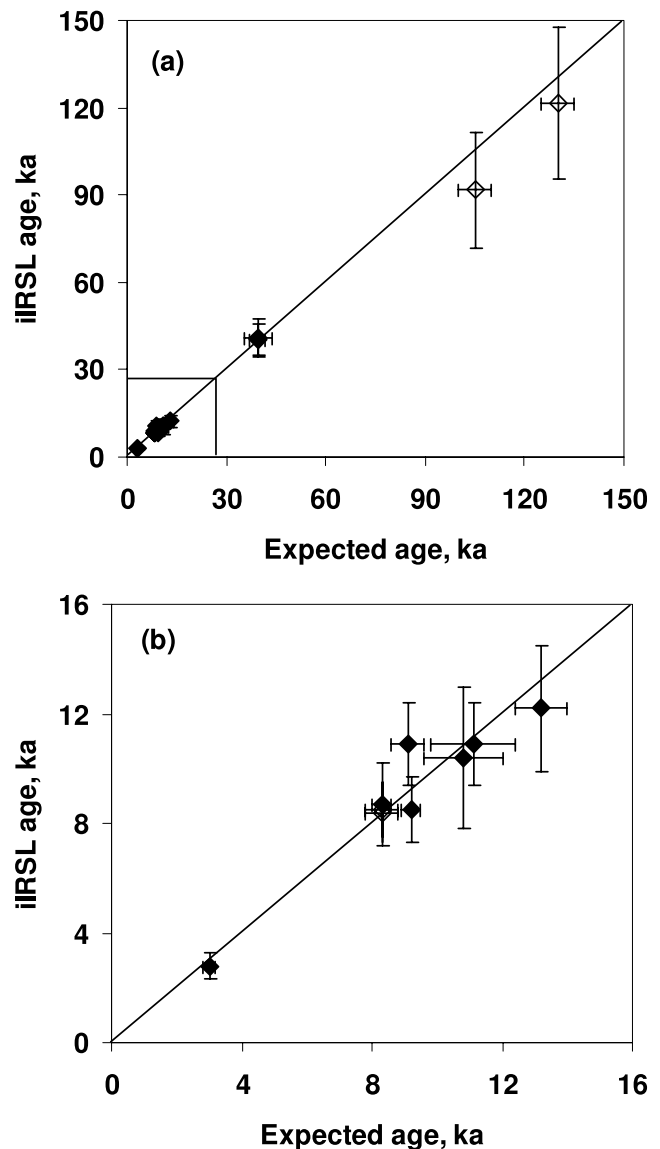 150
(a)
120
90
60
30
0
iIRSL age, ka
0 30 60 90 120 150
Expected age, ka
16
(b)
12
8
4
0
iIRSL age, ka
0 4 8 12 16
Expected age, ka